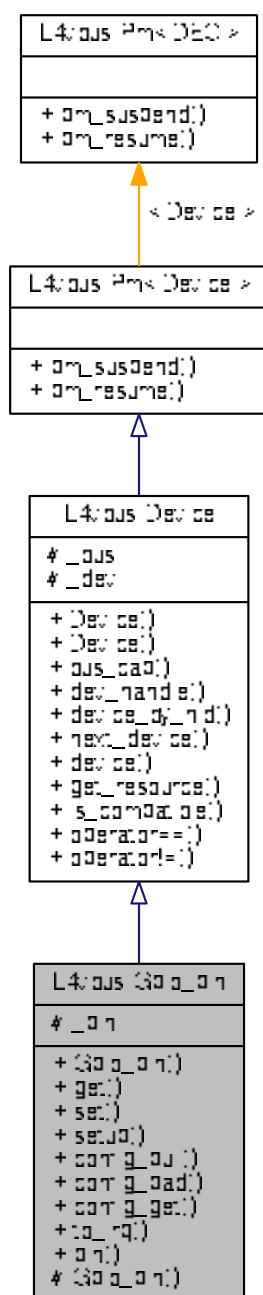 L4vbus::Pm< DEC >
+ pm_suspend()
+ pm_resume()
< Device >
L4vbus::Pm< Device >
+ pm_suspend()
+ pm_resume()
L4vbus::Device
# _bus
# _dev
+ Device()
+ Device()
+ bus_cap()
+ dev_handle()
+ device_by_hid()
+ next_device()
+ device()
+ get_resource()
+ is_compatible()
+ operator==()
+ operator!=()
L4vbus::Gpio_pin
# _pin
+ Gpio_pin()
+ get()
+ set()
+ setup()
+ config_pull()
+ config_pad()
+ config_get()
+ to_irq()
+ pin()
# Gpio_pin()